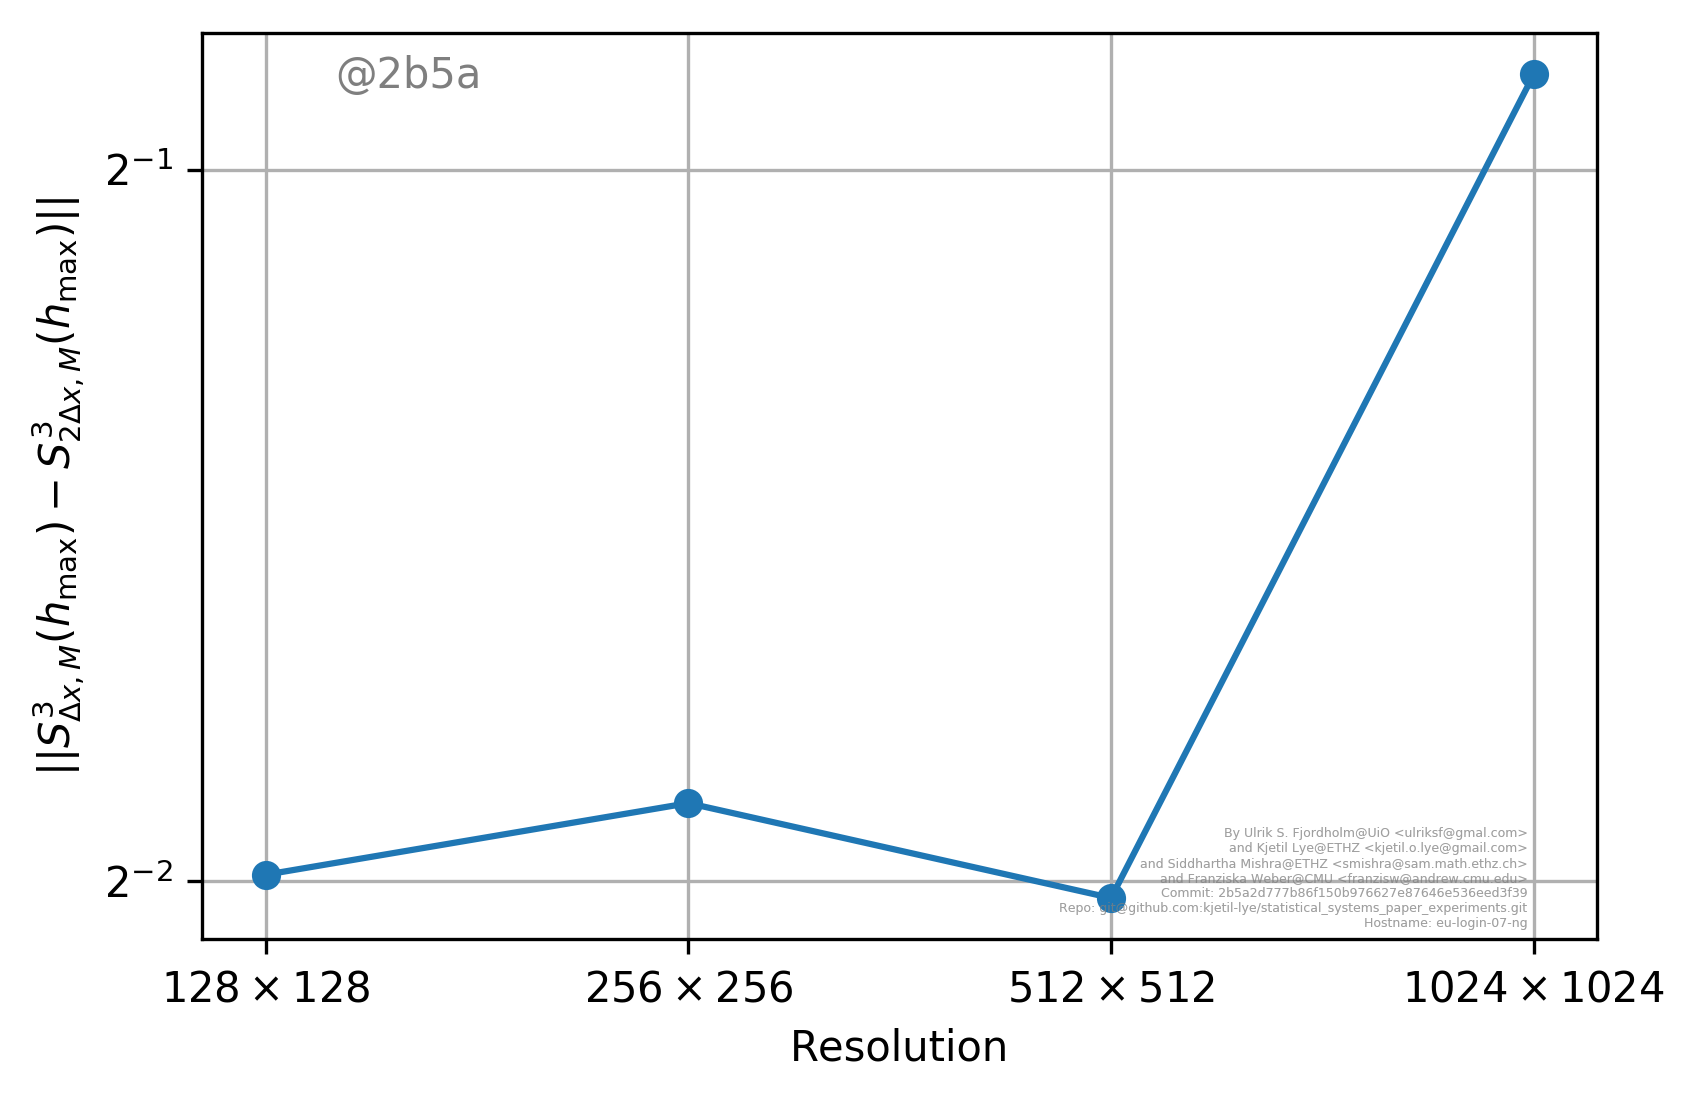 @2b5a
2⁻¹
2⁻²
||S³_{Δx,M}(h_max) − S³_{2Δx,M}(h_max)||
By Ulrik S. Fjordholm@UiO <ulriksf@gmal.com>
and Kjetil Lye@ETHZ <kjetil.o.lye@gmail.com>
and Siddhartha Mishra@ETHZ <smishra@sam.math.ethz.ch>
and Franziska Weber@CMU <franzisw@andrew.cmu.edu>
Commit: 2b5a2d777b86f150b976627e87646e536eed3f39
Repo: git@github.com:kjetil-lye/statistical_systems_paper_experiments.git
Hostname: eu-login-07-ng
128 × 128 256 × 256 512 × 512 1024 × 1024
Resolution